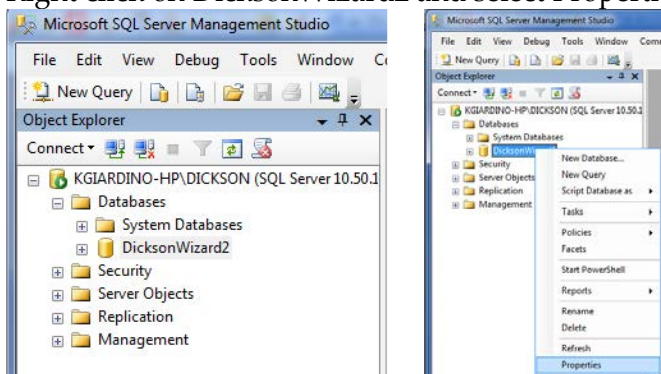 Right click on DicksonWizard2 and select Properti
Microsoft SQL Server Management Studio
File Edit View Debug Tools Window C
New Query
Object Explorer
Connect
KGIARDINO-HP\DICKSON (SQL Server 10.50.1
Databases
System Databases
DicksonWizard2
Security
Server Objects
Replication
Management
Microsoft SQL Server Management Studio
File Edit View Debug Tools Window Com
New Query
Object Explorer
Connect
KGIARDINO-HP\DICKSON (SQL Server 10.50.1
Databases
System Databases
DicksonWi
Security
Server Objects
Replication
Management
New Database...
New Query
Script Database as
Tasks
Policies
Facets
Start PowerShell
Reports
Rename
Delete
Refresh
Properties